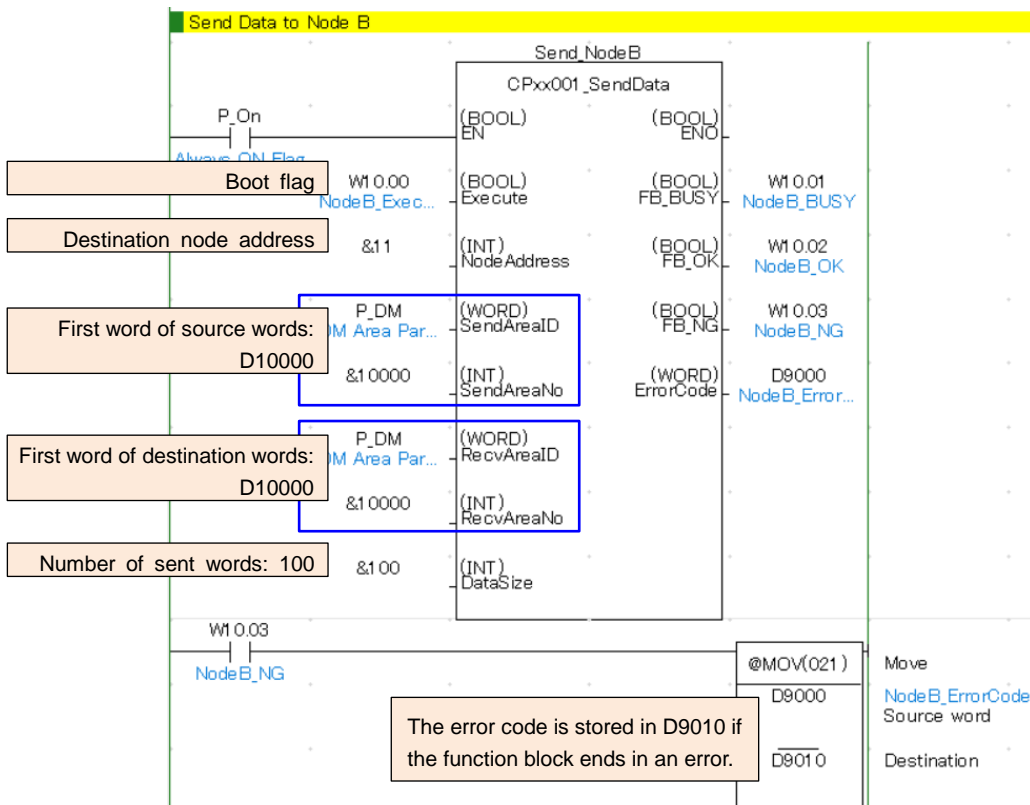 Send Data to Node B
Send_NodeB
CPxx001_SendData
P_On
(BOOL)
EN
(BOOL)
ENO
Always ON Flag
Boot flag
W10.00
NodeB_Exec...
(BOOL)
Execute
(BOOL)
FB_BUSY
W10.01
NodeB_BUSY
Destination node address
&11
(INT)
NodeAddress
(BOOL)
FB_OK
W10.02
NodeB_OK
First word of source words:
D10000
P_DM
DM Area Par...
(WORD)
SendAreaID
(BOOL)
FB_NG
W10.03
NodeB_NG
&10000
(INT)
SendAreaNo
(WORD)
ErrorCode
D9000
NodeB_Error...
First word of destination words:
D10000
P_DM
DM Area Par...
(WORD)
RecvAreaID
&10000
(INT)
RecvAreaNo
Number of sent words: 100
&100
(INT)
DataSize
W10.03
NodeB_NG
@MOV(021)
Move
D9000
NodeB_ErrorCode
Source word
The error code is stored in D9010 if
the function block ends in an error.
D9010
Destination